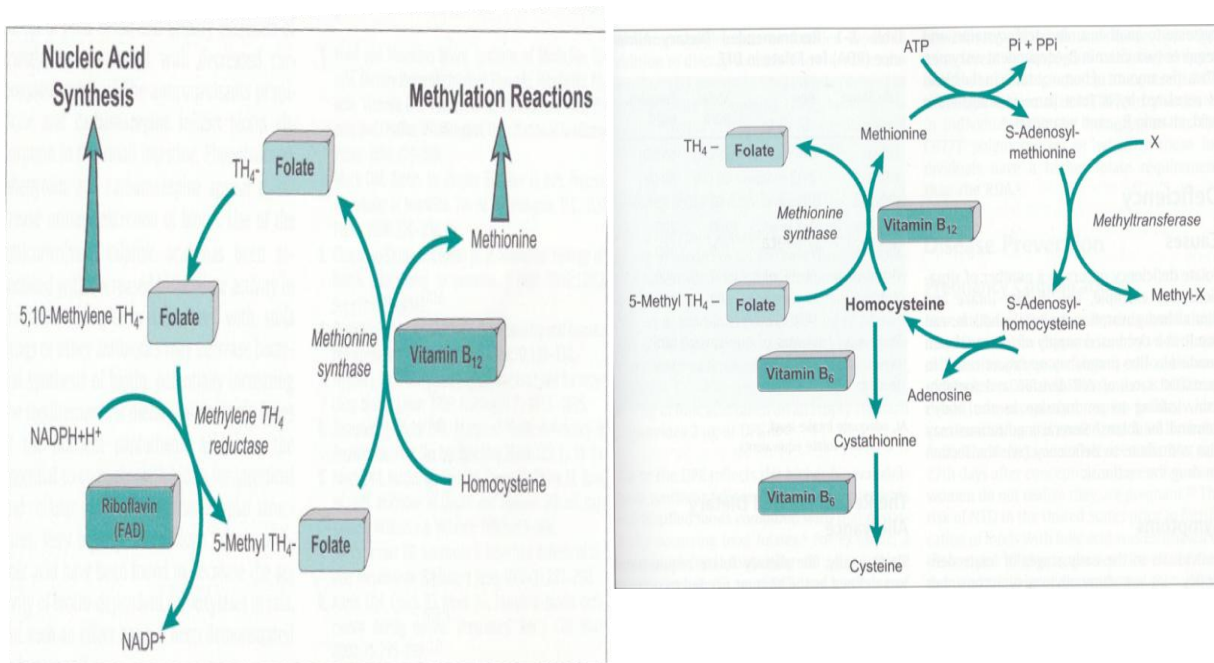 Nucleic Acid
Synthesis
Methylation Reactions
TH4-
Folate
Methionine
5,10-Methylene TH4-
Folate
Methionine
synthase
Vitamin B12
Methylene TH4
reductase
NADPH+H+
Riboflavin
(FAD)
Homocysteine
5-Methyl TH4-
Folate
NADP+
ATP
Pi + PPi
Methionine
S-Adenosyl-
methionine
X
TH4 –
Folate
Methionine
synthase
Vitamin B12
Methyltransferase
5-Methyl TH4 –
Folate
Homocysteine
S-Adenosyl-
homocysteine
Methyl-X
Vitamin B6
Adenosine
Cystathionine
Vitamin B6
Cysteine